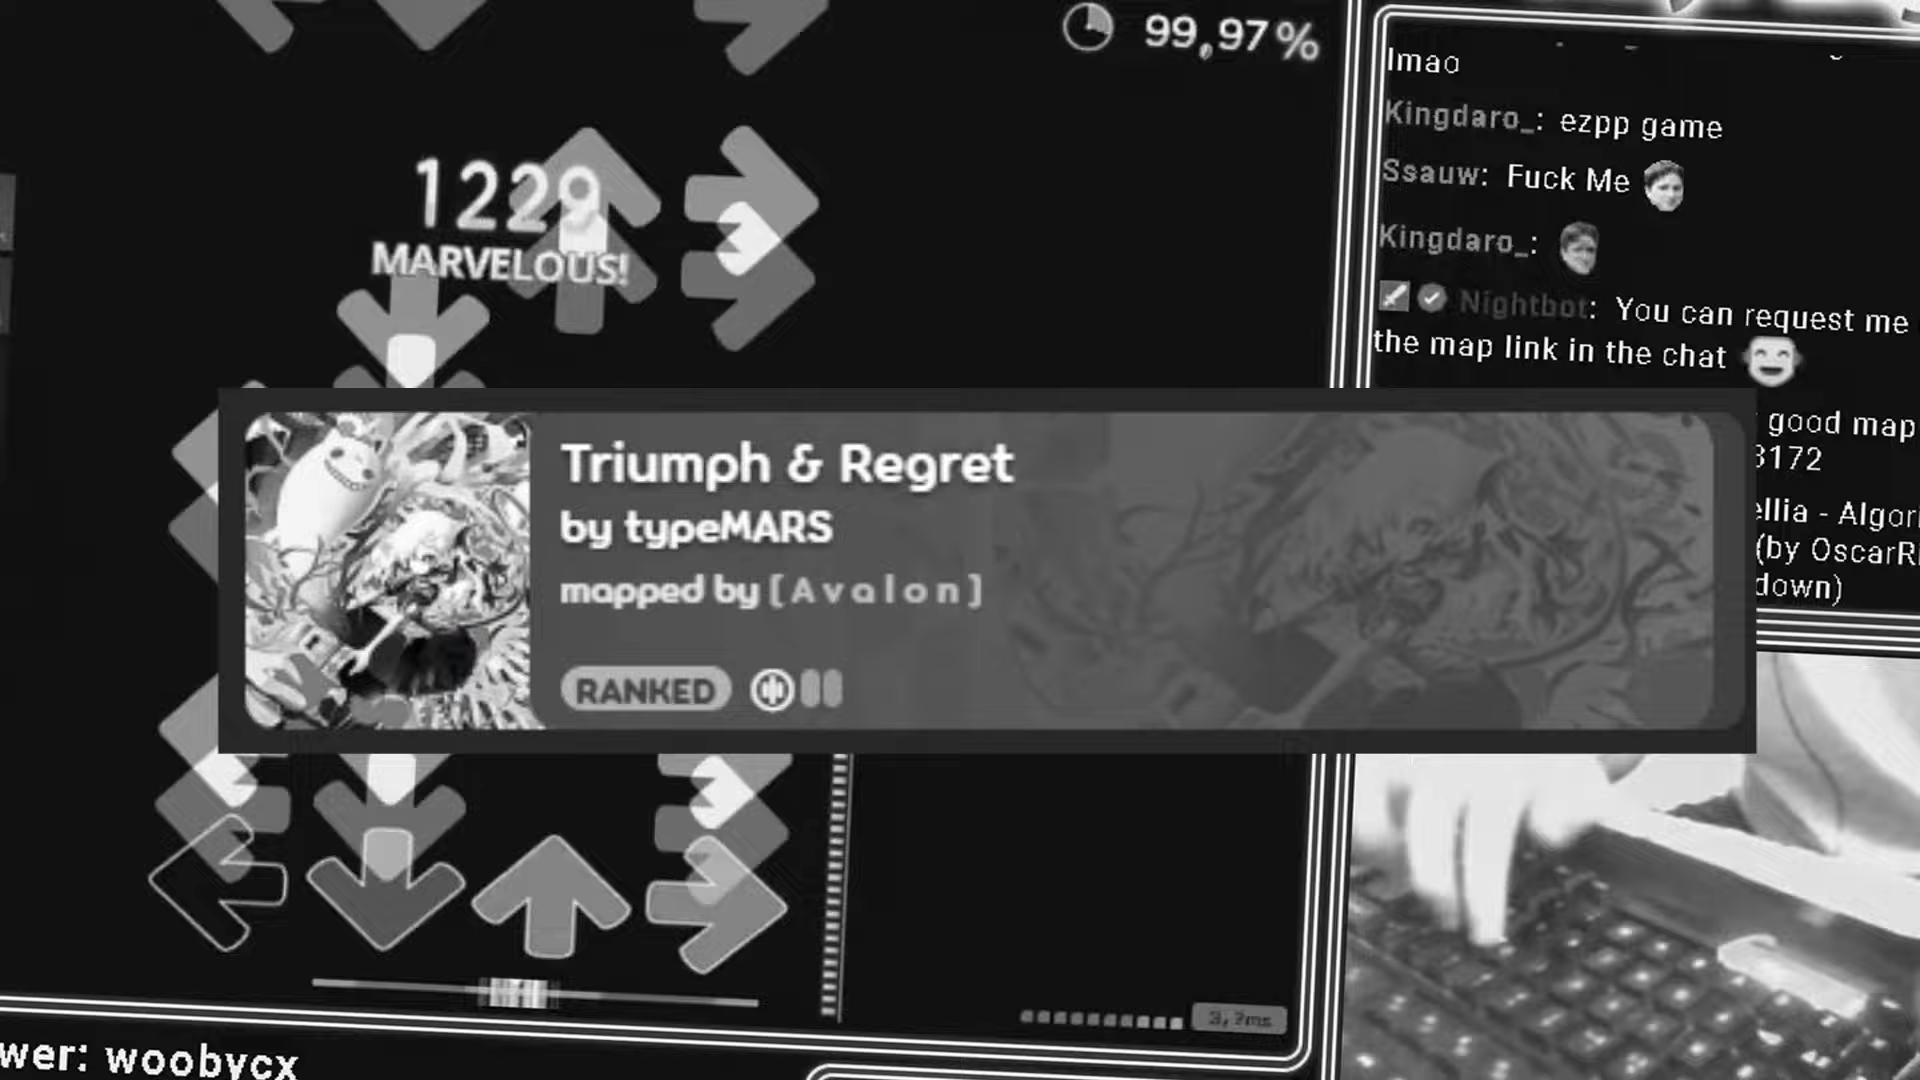 99,97%
1229
MARVELOUS!
lmao
Kingdaro_: ezpp game
Ssauw: Fuck Me
Kingdaro_:
Nightbot: You can request me
the map link in the chat
good map
3172
ellia - Algori
(by OscarR
down)
Triumph & Regret
by typeMARS
mapped by [Avalon]
RANKED
wer: woobycx